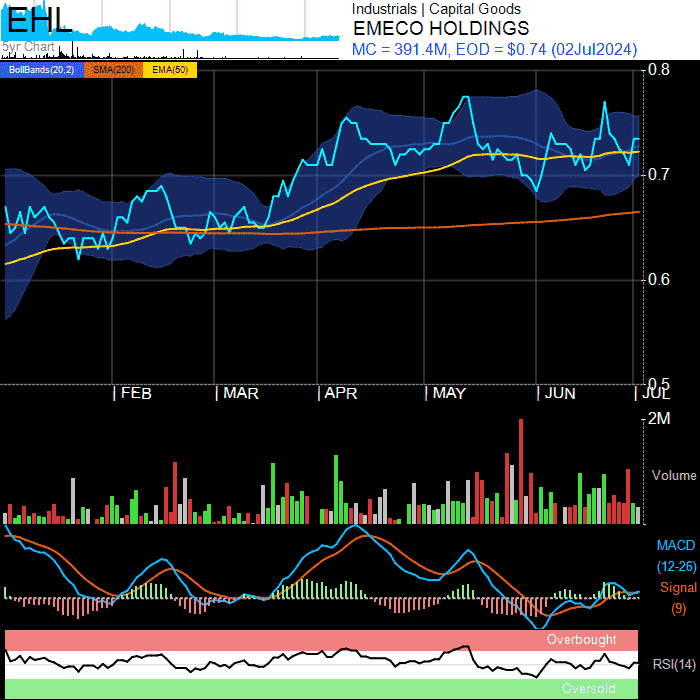 EHL
5yr Chart
Industrials | Capital Goods
EMECO HOLDINGS
MC = 391.4M, EOD = $0.74 (02Jul2024)
BollBands(20,2) SMA(200) EMA(50)
0.8
0.7
0.6
0.5
FEB MAR APR MAY JUN JUL
2M
Volume
MACD
(12-26)
Signal
(9)
Overbought
RSI(14)
Oversold